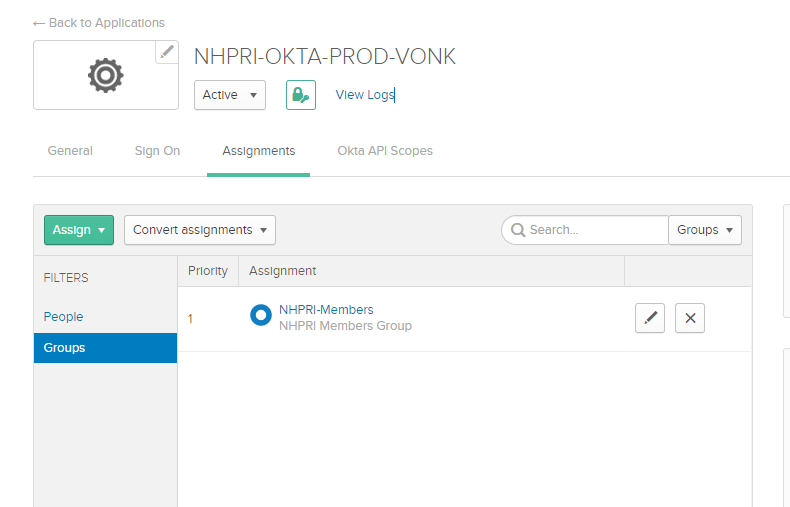 ← Back to Applications
NHPRI-OKTA-PROD-VONK
Active
View Logs
General Sign On Assignments Okta API Scopes
Assign Convert assignments Search... Groups
FILTERS
Priority Assignment
People
Groups
1 NHPRI-Members
NHPRI Members Group